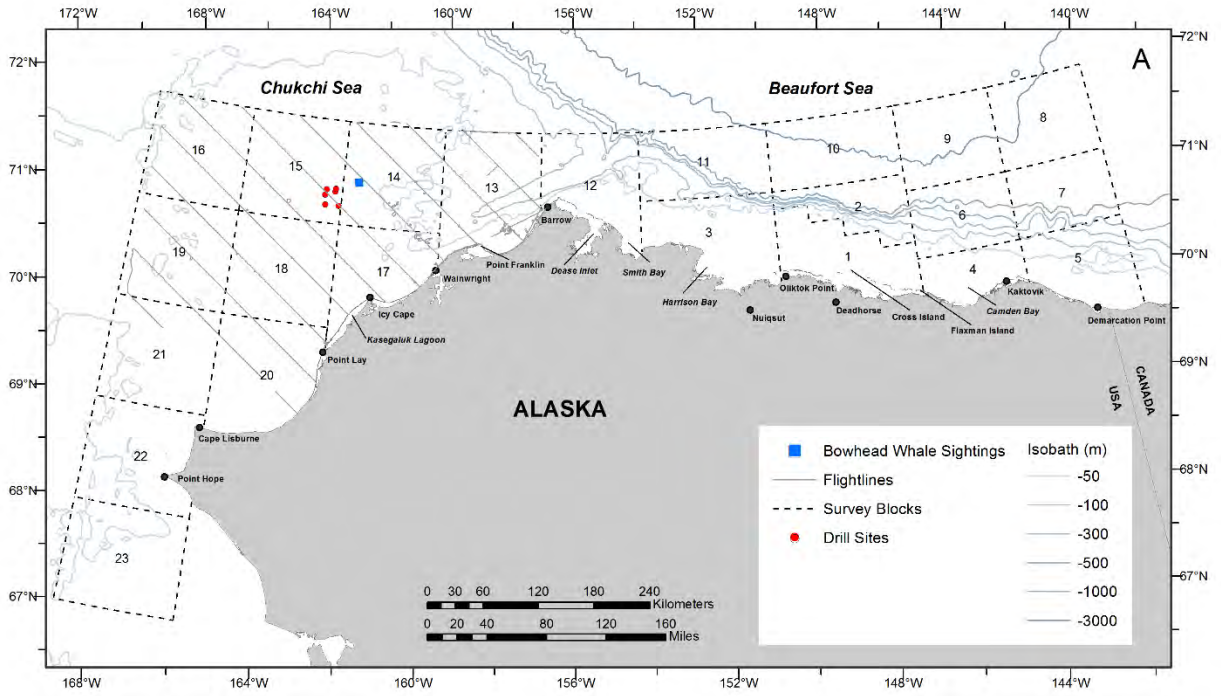 172°W 168°W 164°W 160°W 156°W 152°W 148°W 144°W 140°W
72°N 72°N
A
Chukchi Sea Beaufort Sea
71°N 71°N
70°N 70°N
69°N 69°N
68°N 68°N
67°N 67°N
16
15
14
13
12
11
10
9
8
7
6
2
3
1
4
5
19
18
17
21
20
22
23
Barrow
Point Franklin
Wainwright
Dease Inlet
Smith Bay
Harrison Bay
Oliktok Point
Nuiqsut
Deadhorse
Cross Island
Flaxman Island
Camden Bay
Kaktovik
Demarcation Point
Icy Cape
Kasegaluk Lagoon
Point Lay
Cape Lisburne
Point Hope
ALASKA
USA
CANADA
Bowhead Whale Sightings
Flightlines
Survey Blocks
Drill Sites
Isobath (m)
-50
-100
-300
-500
-1000
-3000
0 30 60 120 180 240
Kilometers
0 20 40 80 120 160
Miles
168°W 164°W 160°W 156°W 152°W 148°W 144°W